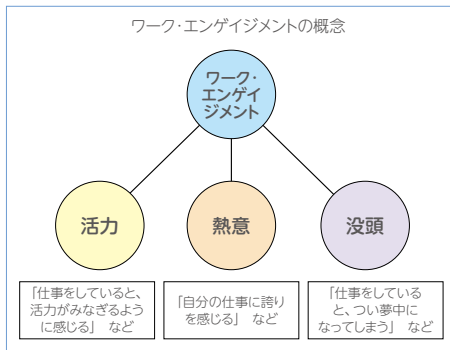 ワーク・エンゲイジメントの概念
ワーク・
エンゲイ
ジメント
活力
熱意
没頭
「仕事をしていると、
活力がみなぎるよう
に感じる」 など
「自分の仕事に誇り
を感じる」 など
「仕事をしている
と、つい夢中に
なってしまう」 など